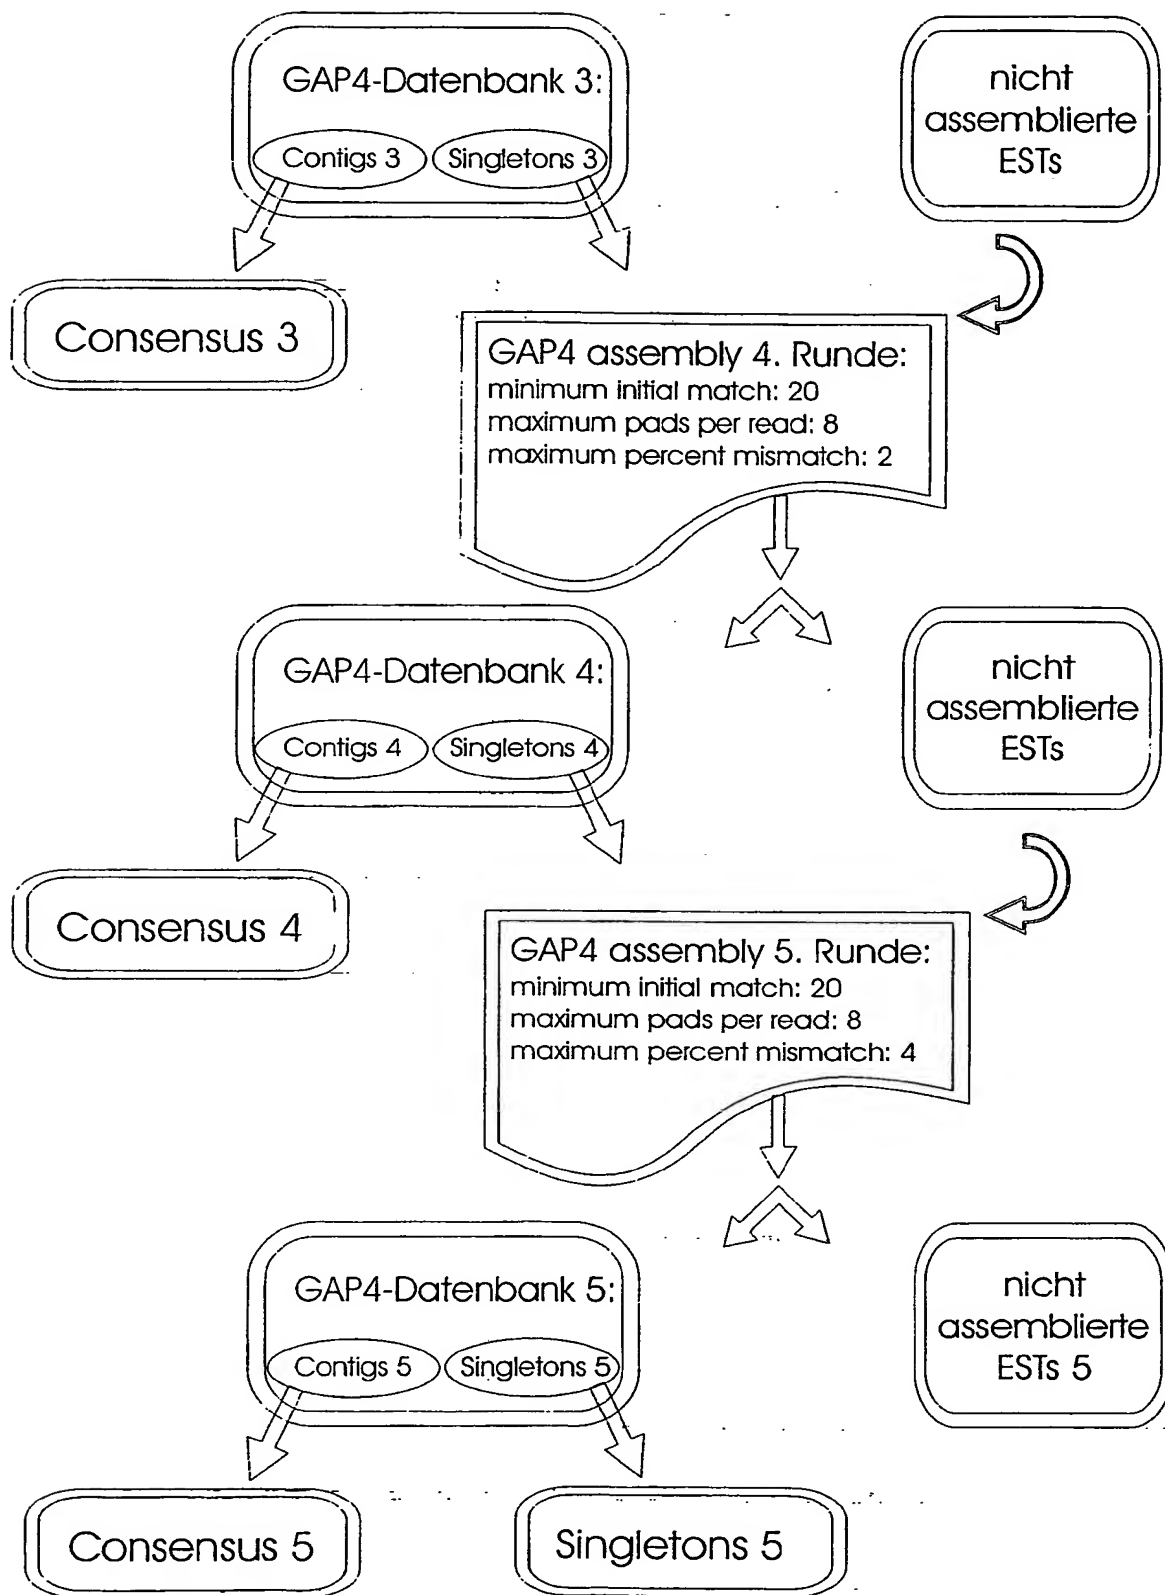 GAP4-Datenbank 3:
Contigs 3
Singletons 3
nicht
assemblierte
ESTs
Consensus 3
GAP4 assembly 4. Runde:
minimum initial match: 20
maximum pads per read: 8
maximum percent mismatch: 2
GAP4-Datenbank 4:
Contigs 4
Singletons 4
nicht
assemblierte
ESTs
Consensus 4
GAP4 assembly 5. Runde:
minimum initial match: 20
maximum pads per read: 8
maximum percent mismatch: 4
GAP4-Datenbank 5:
Contigs 5
Singletons 5
nicht
assemblierte
ESTs 5
Consensus 5
Singletons 5